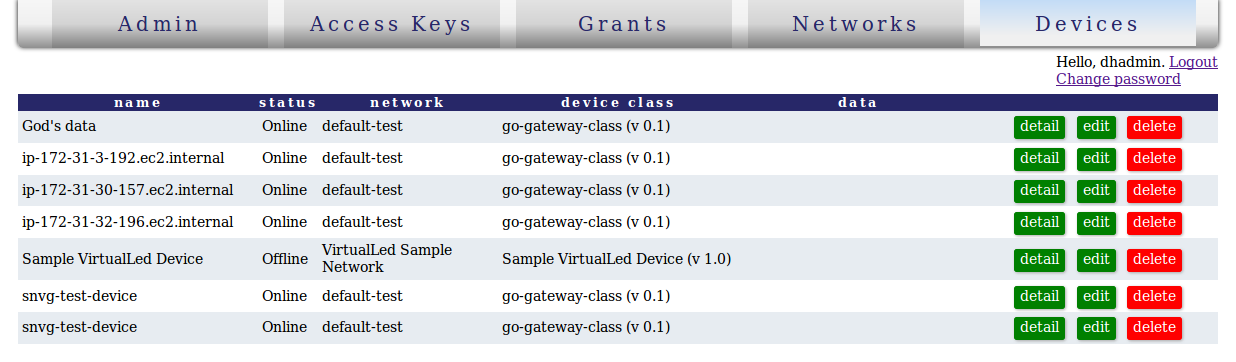 Admin Access Keys Grants Networks Devices
Hello, dhadmin. Logout
Change password
name status network device class data
God's data Online default-test go-gateway-class (v 0.1) detail edit delete
ip-172-31-3-192.ec2.internal Online default-test go-gateway-class (v 0.1) detail edit delete
ip-172-31-30-157.ec2.internal Online default-test go-gateway-class (v 0.1) detail edit delete
ip-172-31-32-196.ec2.internal Online default-test go-gateway-class (v 0.1) detail edit delete
Sample VirtualLed Device Offline VirtualLed Sample Network Sample VirtualLed Device (v 1.0) detail edit delete
snvg-test-device Online default-test go-gateway-class (v 0.1) detail edit delete
snvg-test-device Online default-test go-gateway-class (v 0.1) detail edit delete